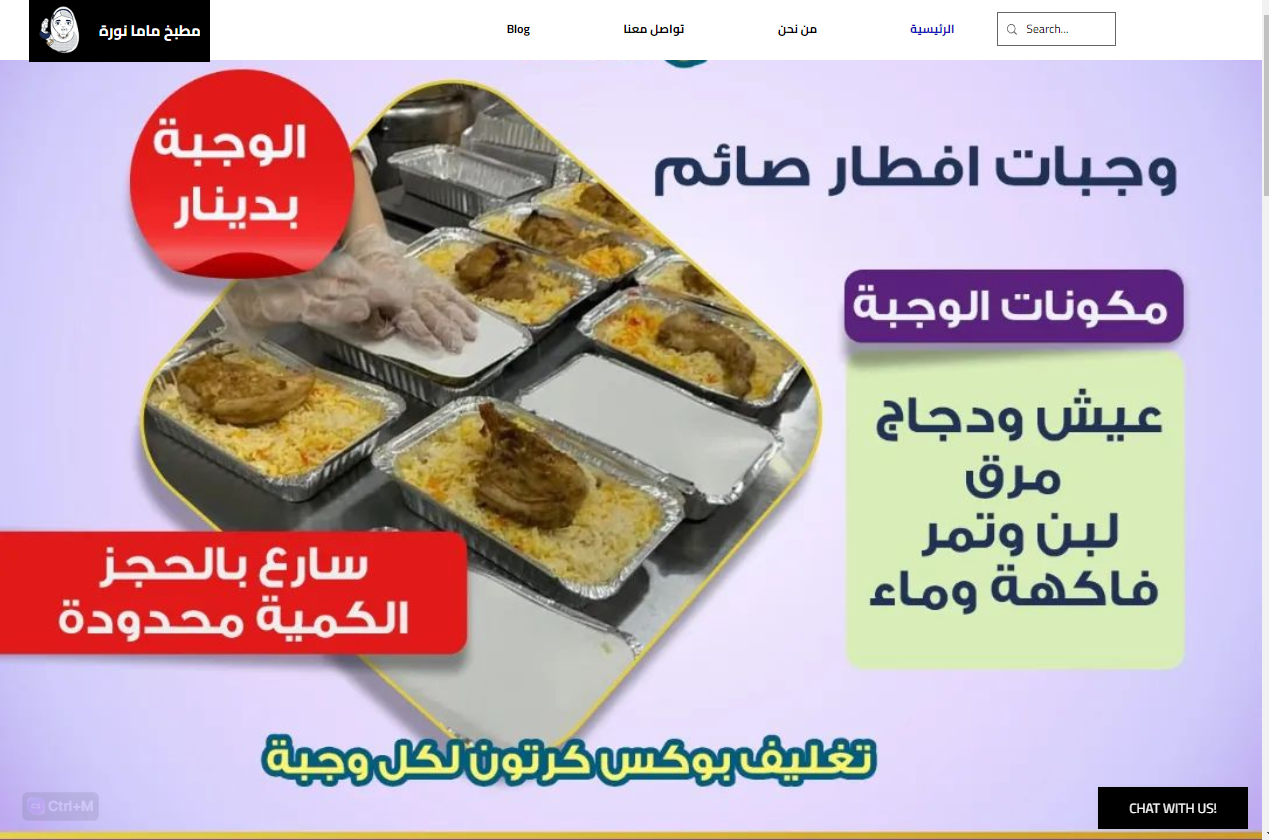 مطبخ ماما نورة
Blog
تواصل معنا
من نحن
الرئيسية
Search...
الوجبة
بدينار
وجبات افطار صائم
مكونات الوجبة
عيش ودجاج
مرق
لبن وتمر
فاكهة وماء
سارع بالحجز
الكمية محدودة
تغليف بوكس كرتون لكل وجبة
Ctrl+M
CHAT WITH US!